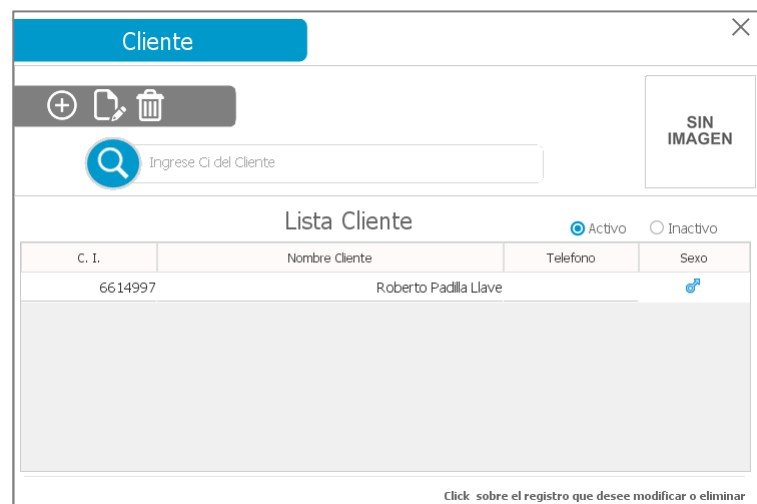 Cliente
SIN
IMAGEN
Ingrese Ci del Cliente
Lista Cliente
Activo Inactivo
C. I. Nombre Cliente Telefono Sexo
6614997 Roberto Padilla Llave
Click sobre el registro que desee modificar o eliminar